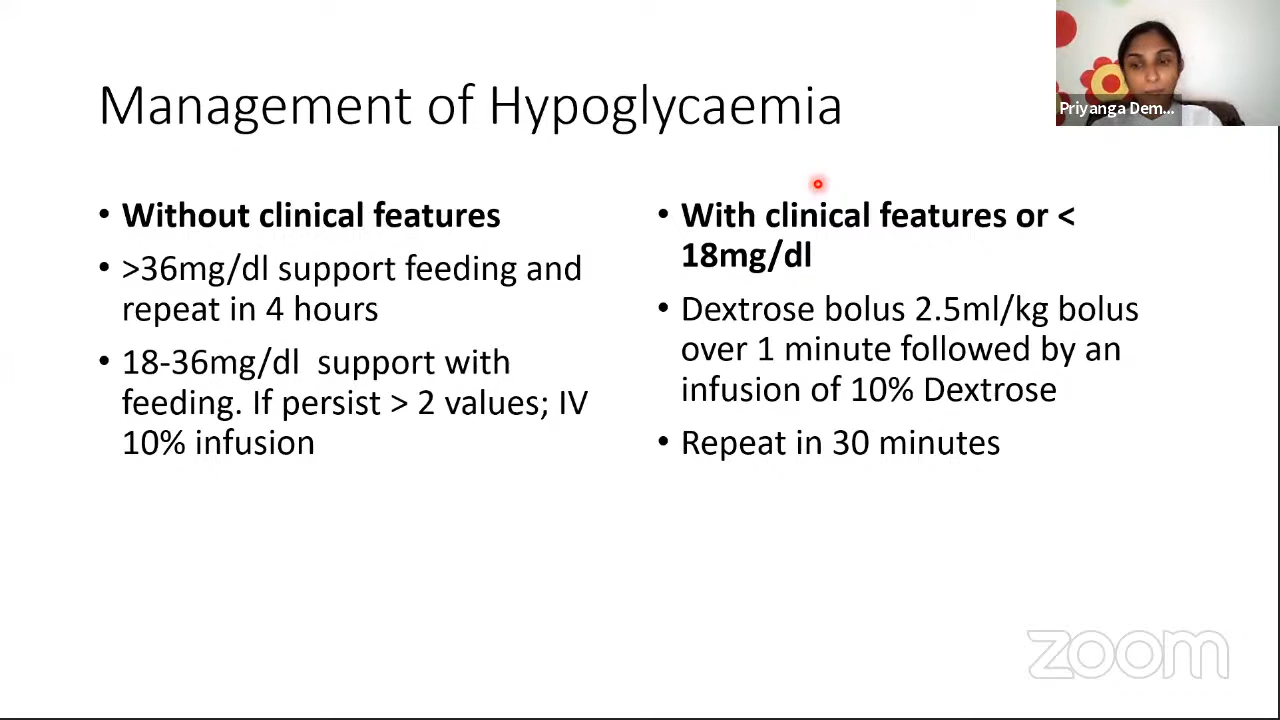 Management of Hypoglycaemia
Priyanga Dem...
• Without clinical features
• >36mg/dl support feeding and
repeat in 4 hours
• 18-36mg/dl  support with
feeding. If persist > 2 values; IV
10% infusion
• With clinical features or <
18mg/dl
• Dextrose bolus 2.5ml/kg bolus
over 1 minute followed by an
infusion of 10% Dextrose
• Repeat in 30 minutes
zoom